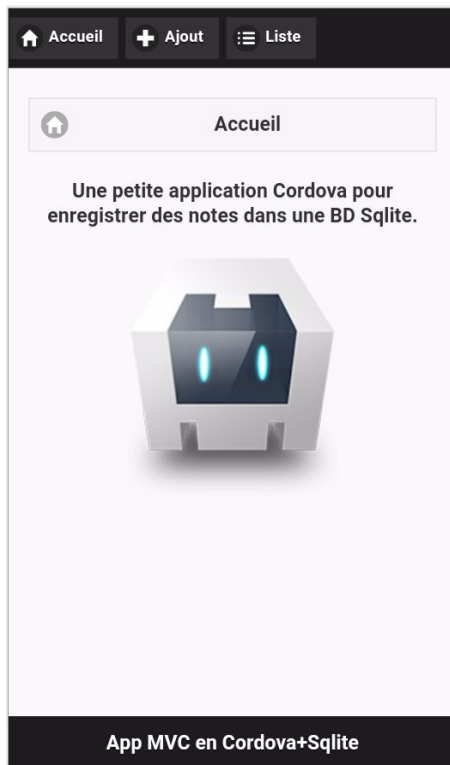 Accueil
Ajout
Liste
Accueil
Une petite application Cordova pour
enregistrer des notes dans une BD Sqlite.
App MVC en Cordova+Sqlite